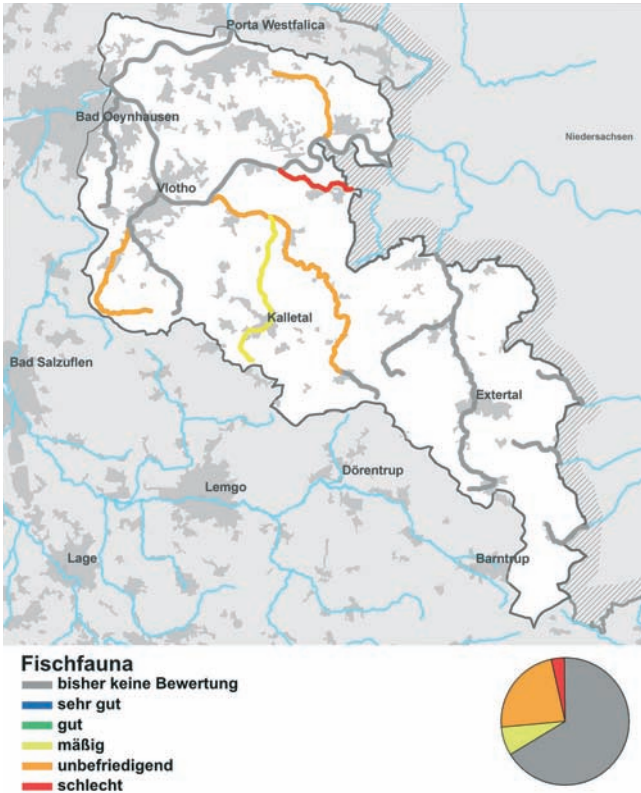 Porta Westfalica
Bad Oeynhausen
Niedersachsen
Vlotho
Kalletal
Bad Salzuflen
Extertal
Dörentrup
Lemgo
Lage
Barntrup
Fischfauna
bisher keine Bewertung
sehr gut
gut
mäßig
unbefriedigend
schlecht